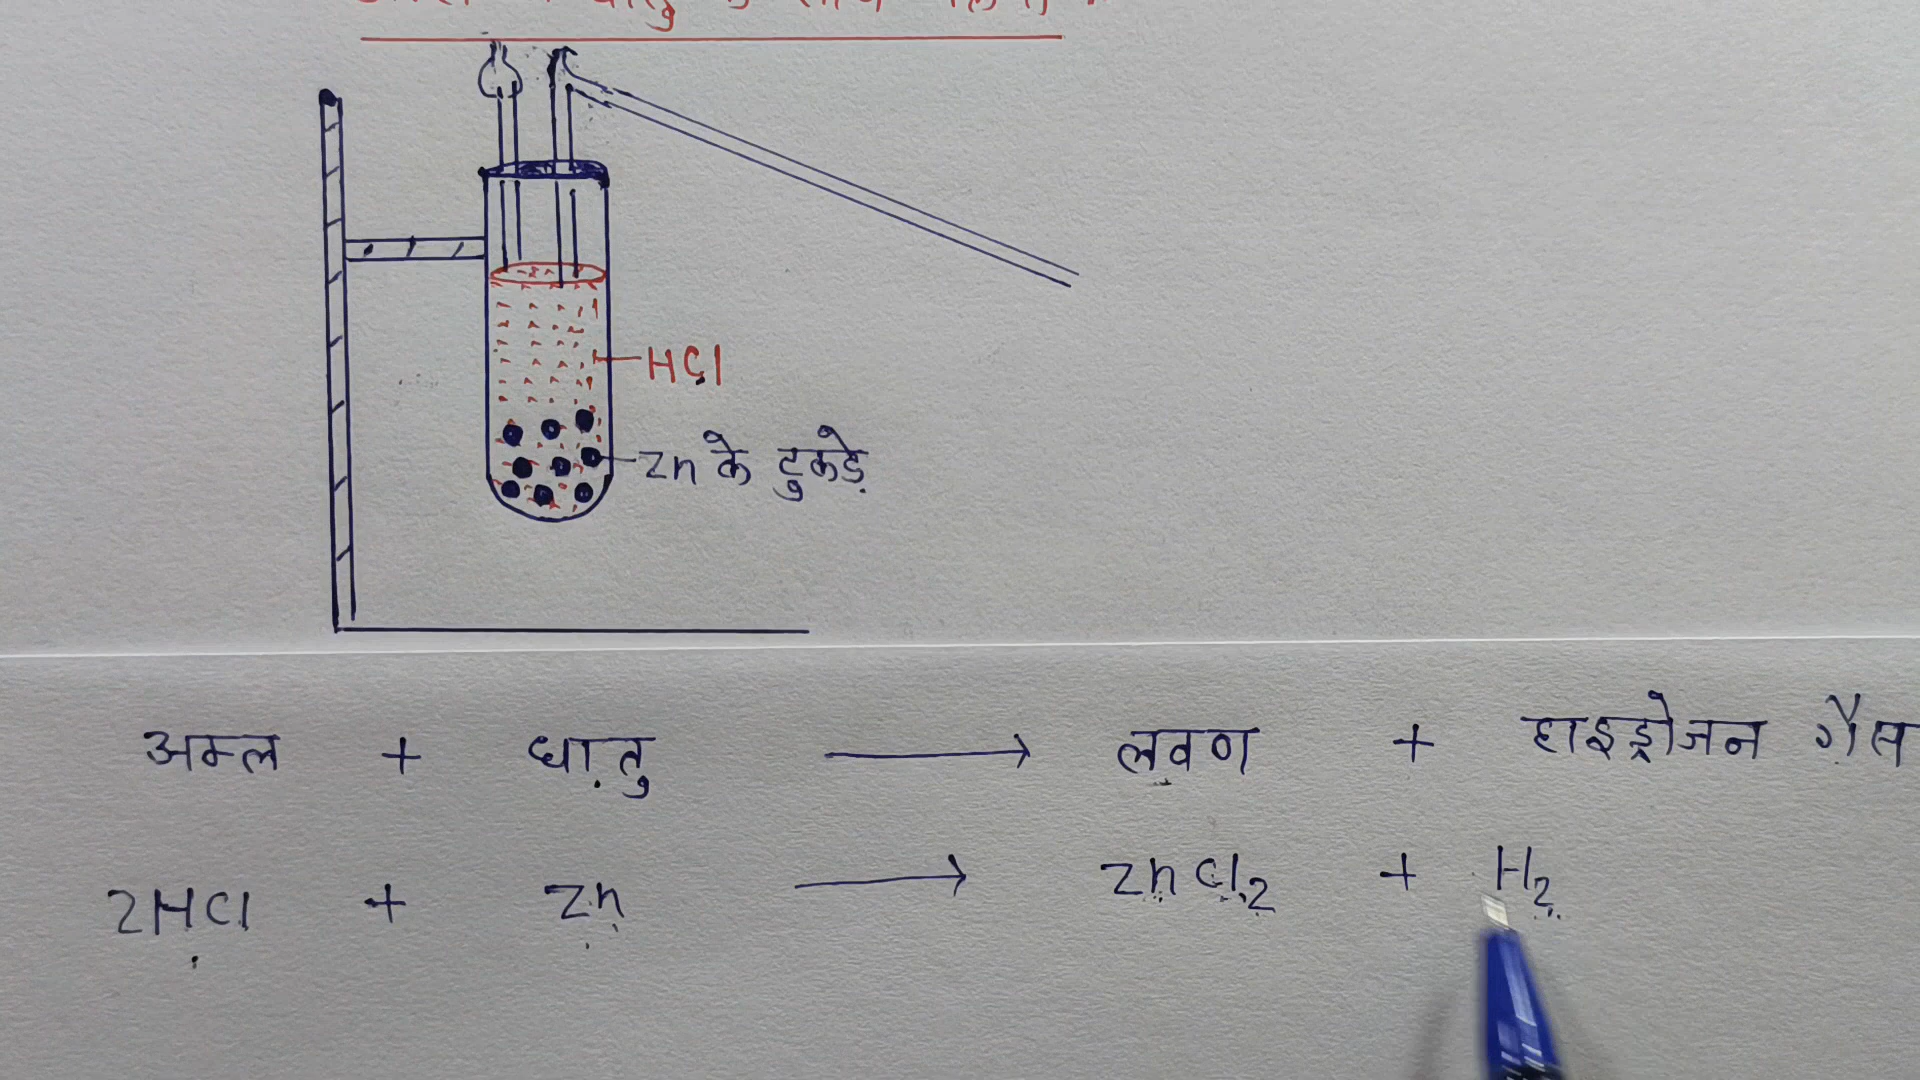 HCl
Zn के टुकड़े
अम्ल + धातु ⟶ लवण + हाइड्रोजन गैस
2HCl + Zn ⟶ ZnCl₂ + H₂